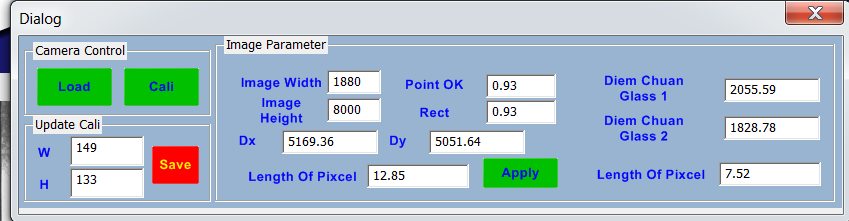 Dialog
Camera Control
Load
Cali
Update Cali
W
149
H
133
Save
Image Parameter
Image Width
1880
Point OK
0.93
Diem Chuan
Glass 1
2055.59
Image
Height
8000
Rect
0.93
Diem Chuan
Glass 2
1828.78
Dx
5169.36
Dy
5051.64
Length Of Pixcel
12.85
Apply
Length Of Pixcel
7.52